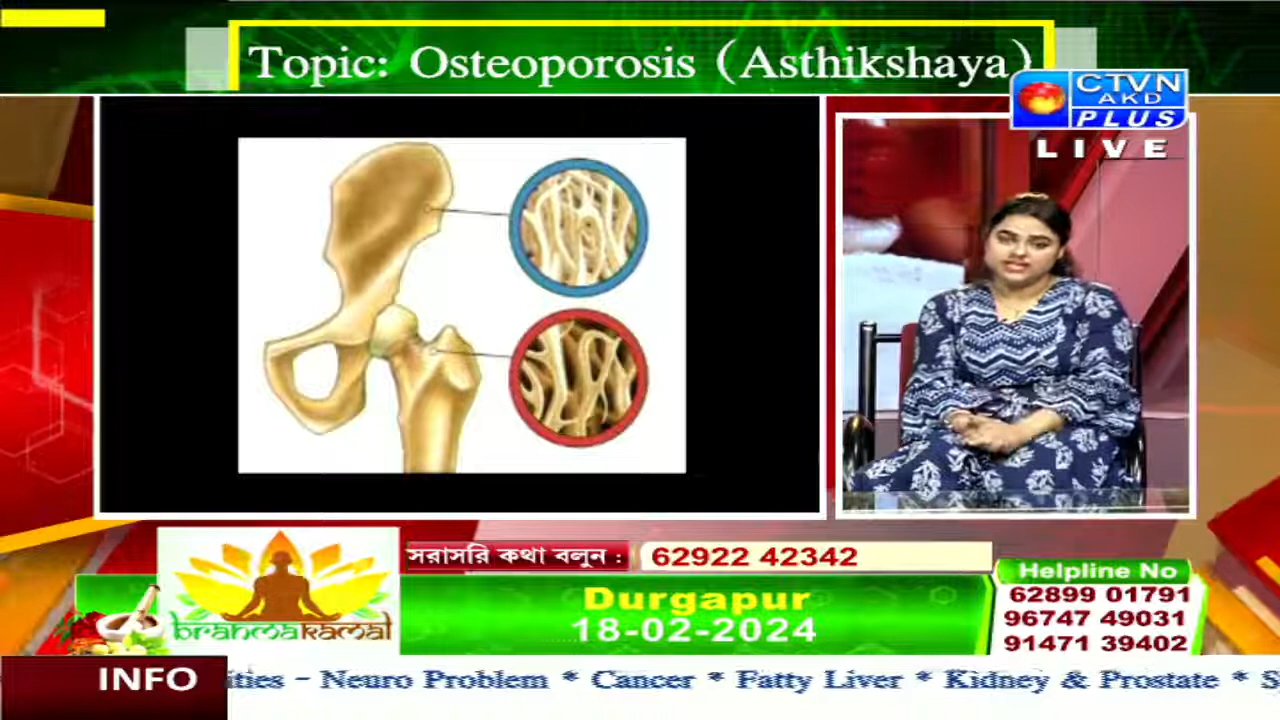 Topic: Osteoporosis (Asthikshaya)
CTVN
AKD
PLUS
LIVE
সরাসরি কথা বলুন : 62922 42342
brahmakamal
Durgapur
18-02-2024
Helpline No
62899 01791
96747 49031
91471 39402
INFO ities - Neuro Problem * Cancer * Fatty Liver * Kidney & Prostate * S